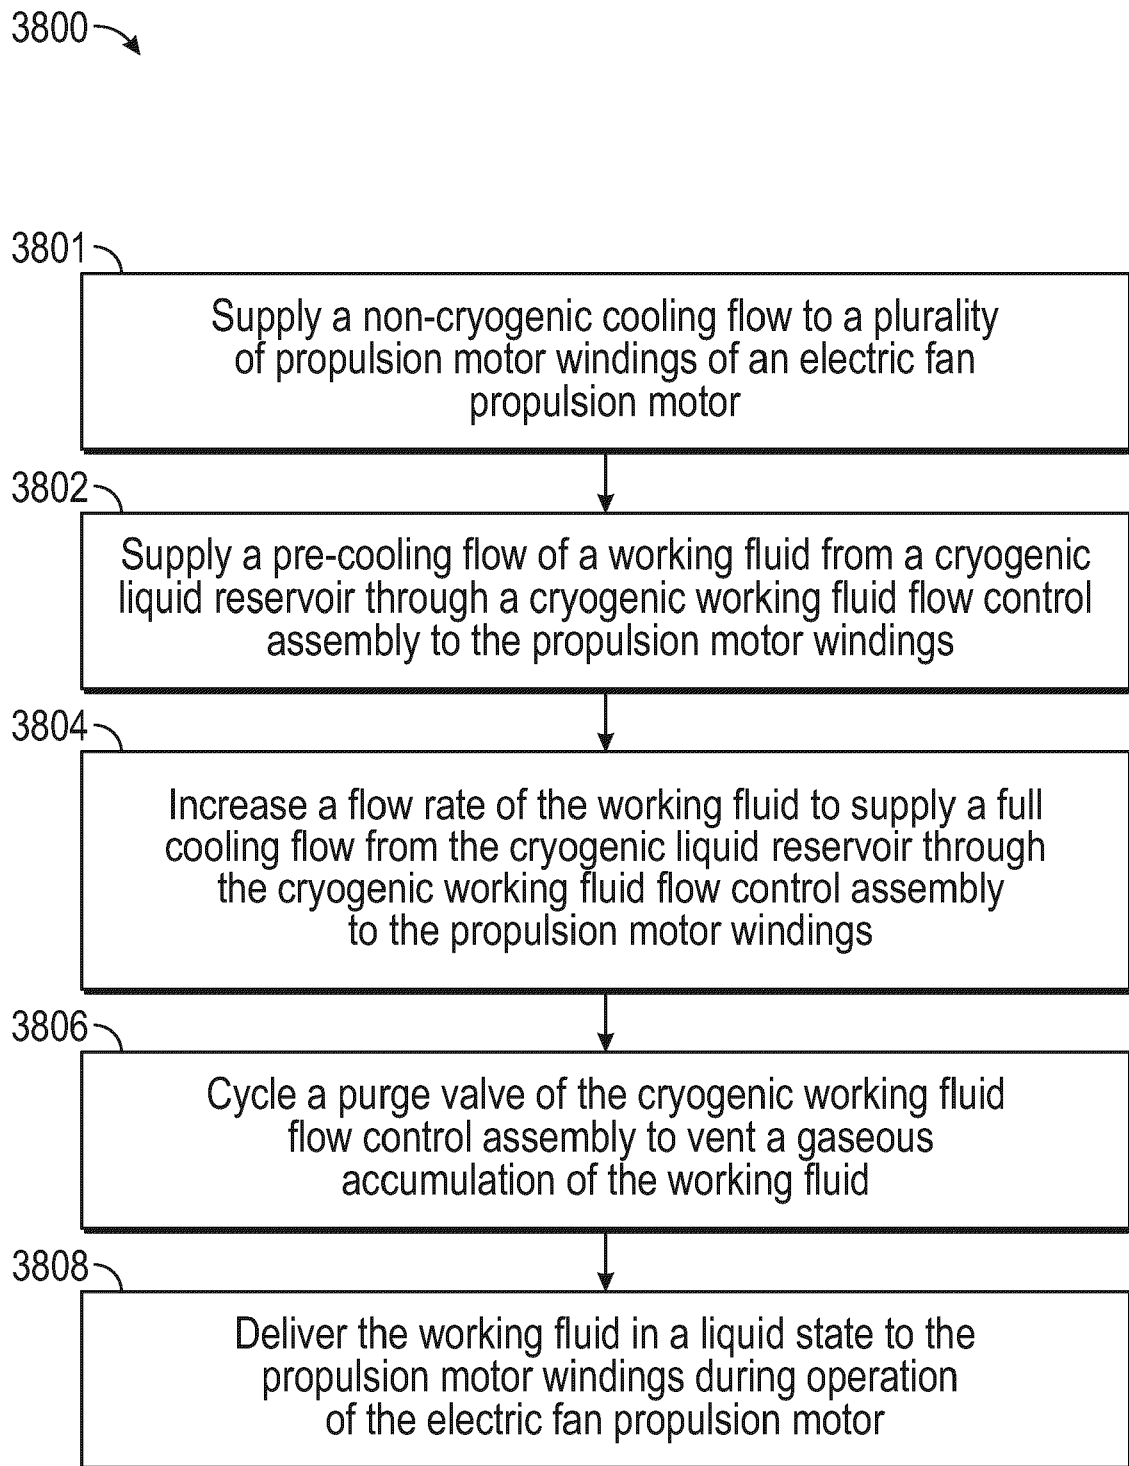 3800
3801
Supply a non-cryogenic cooling flow to a plurality
of propulsion motor windings of an electric fan
propulsion motor
3802
Supply a pre-cooling flow of a working fluid from a cryogenic
liquid reservoir through a cryogenic working fluid flow control
assembly to the propulsion motor windings
3804
Increase a flow rate of the working fluid to supply a full
cooling flow from the cryogenic liquid reservoir through
the cryogenic working fluid flow control assembly
to the propulsion motor windings
3806
Cycle a purge valve of the cryogenic working fluid
flow control assembly to vent a gaseous
accumulation of the working fluid
3808
Deliver the working fluid in a liquid state to the
propulsion motor windings during operation
of the electric fan propulsion motor